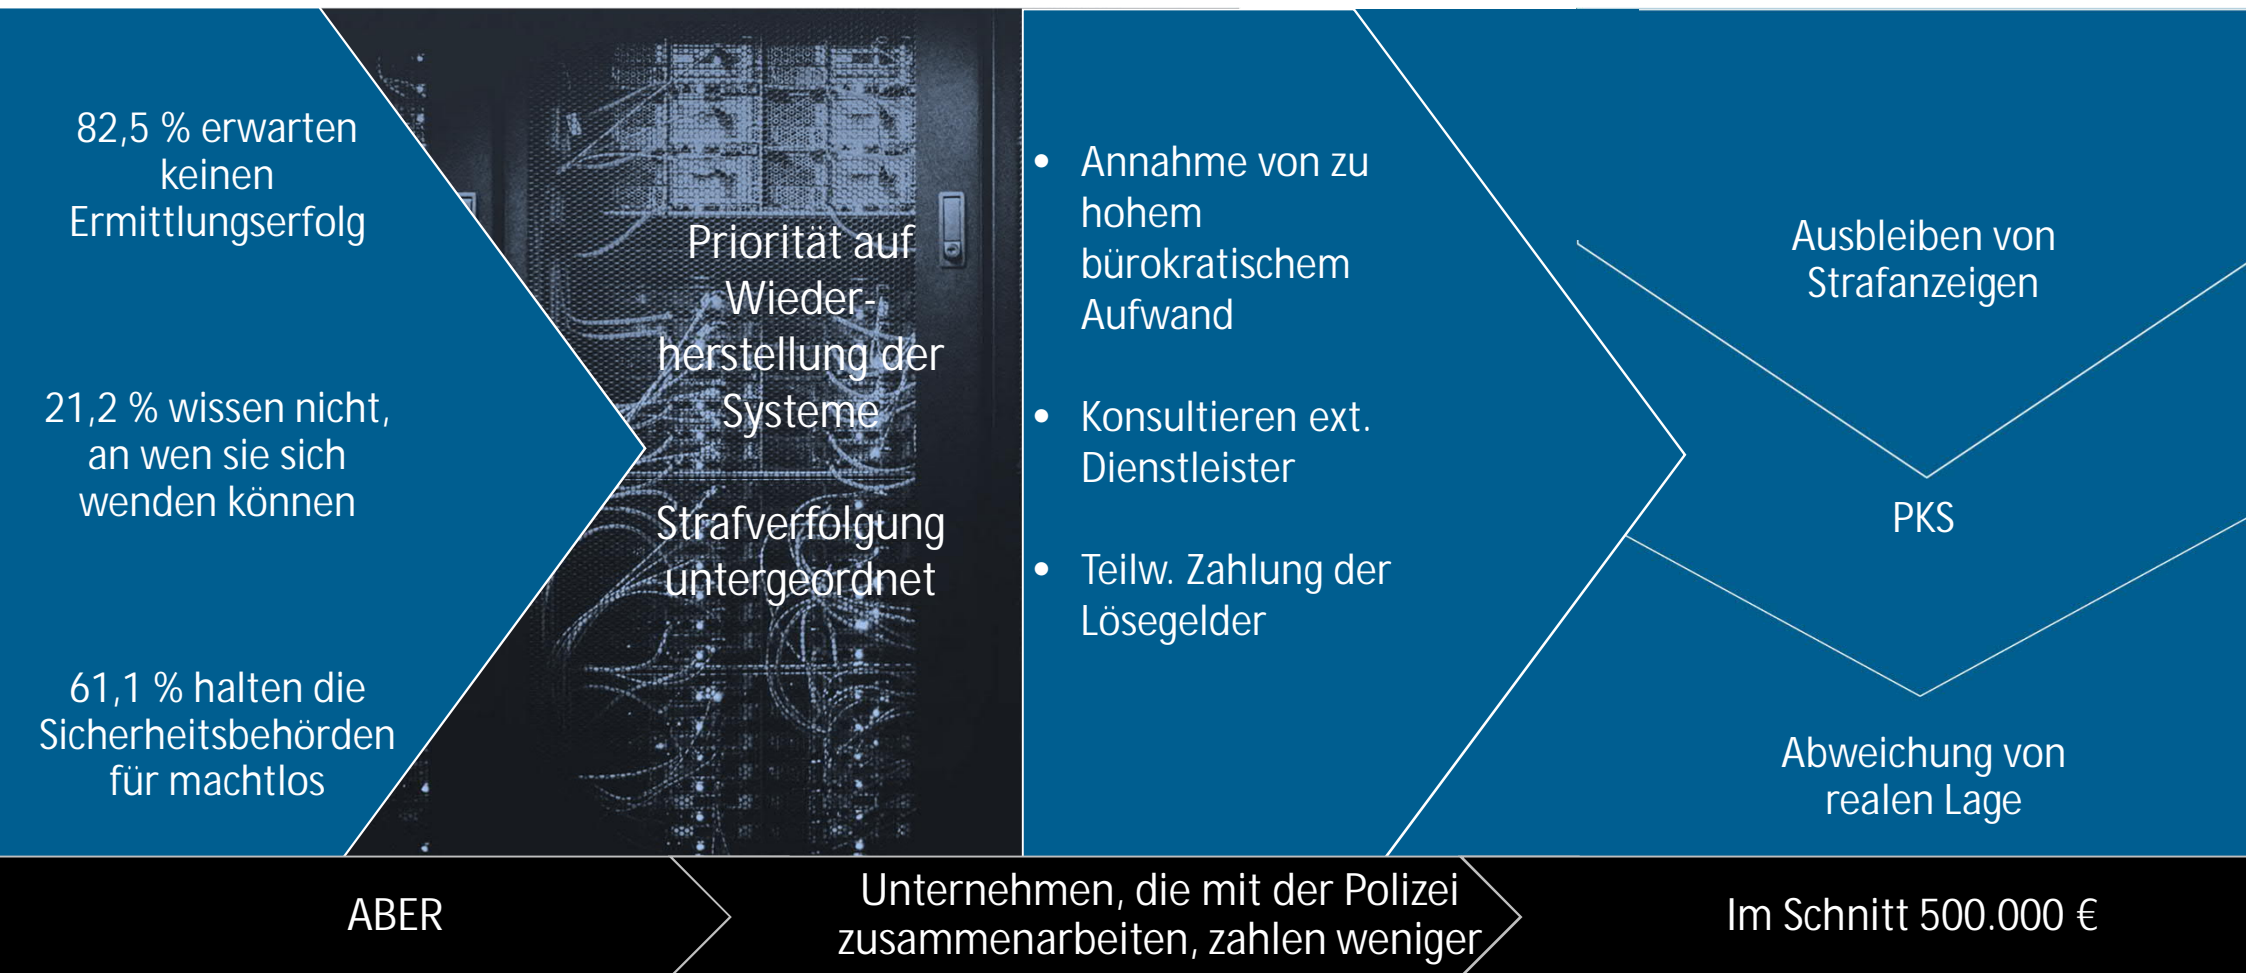 82,5 % erwarten
keinen
Ermittlungserfolg
21,2 % wissen nicht,
an wen sie sich
wenden können
61,1 % halten die
Sicherheitsbehörden
für machtlos
Priorität auf
Wieder-
herstellung der
Systeme
Strafverfolgung
untergeordnet
• Annahme von zu
hohem
bürokratischem
Aufwand
• Konsultieren ext.
Dienstleister
• Teilw. Zahlung der
Lösegelder
Ausbleiben von
Strafanzeigen
PKS
Abweichung von
realen Lage
ABER
Unternehmen, die mit der Polizei
zusammenarbeiten, zahlen weniger
Im Schnitt 500.000 €